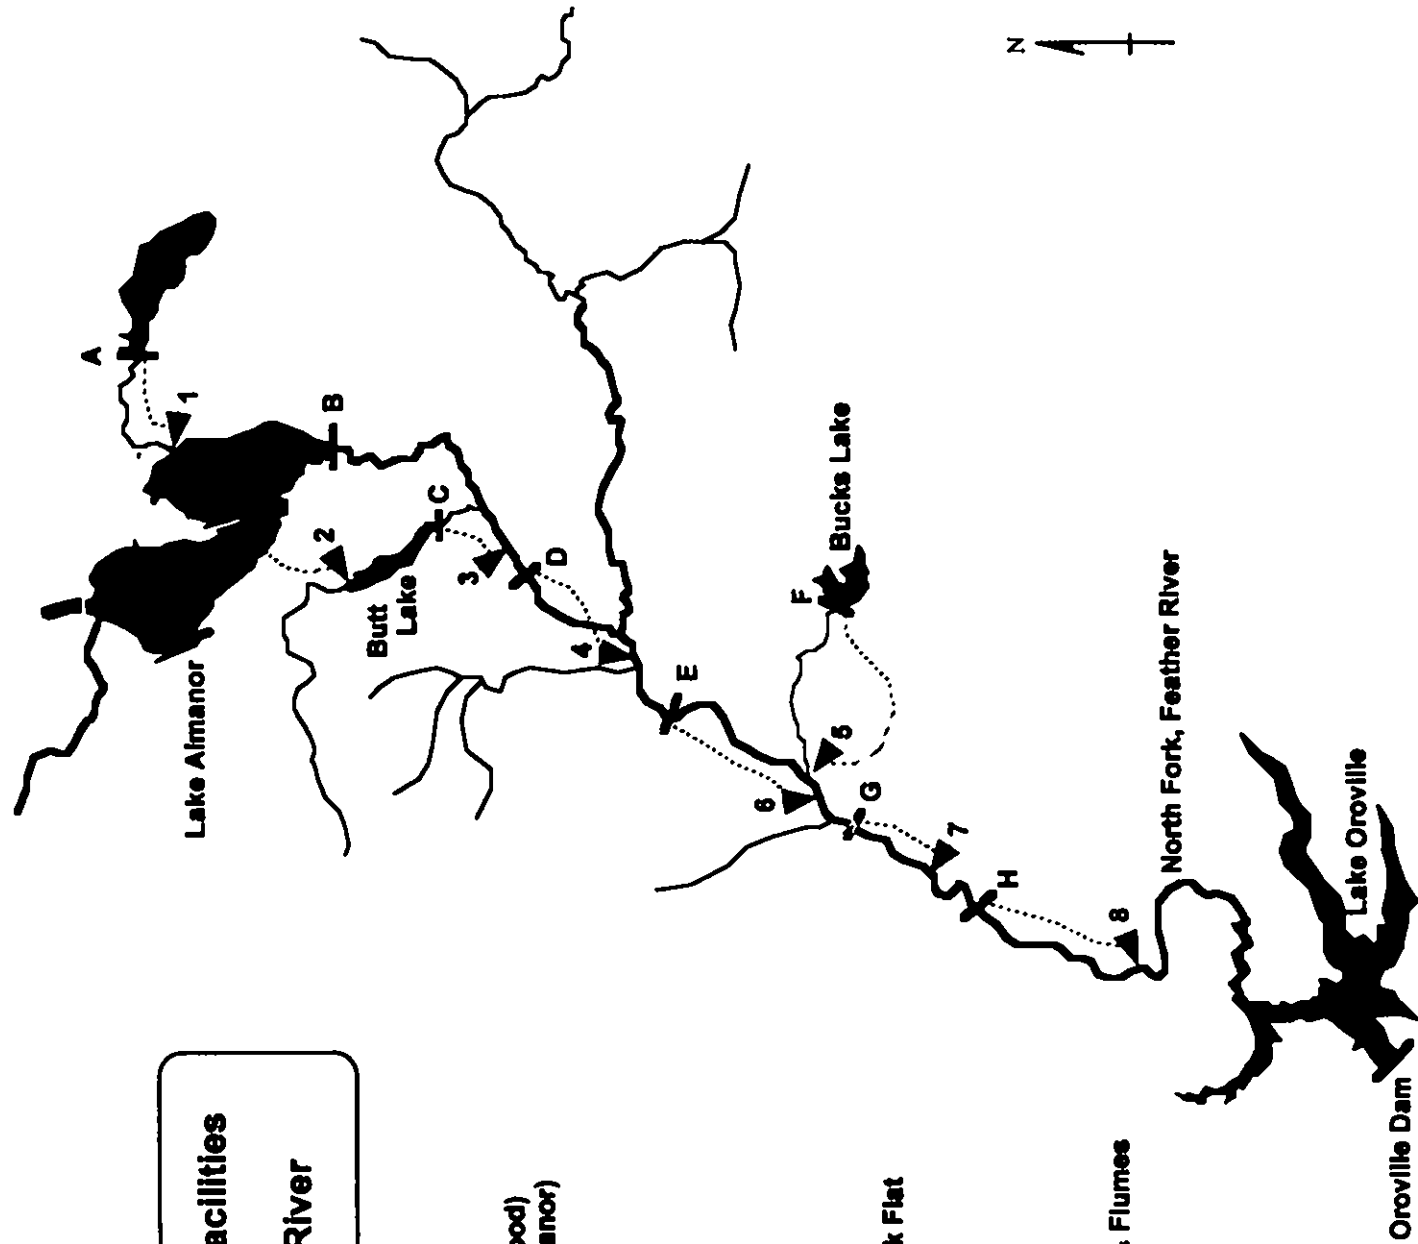 N
A
1
B
2
C
3
D
Butt
Lake
4
E
Lake Almanor
F
Bucks Lake
5
6
G
7
H
8
North Fork, Feather River
Lake Oroville
Oroville Dam
acilities
River
ood)
anor)
k Flat
s Flumes